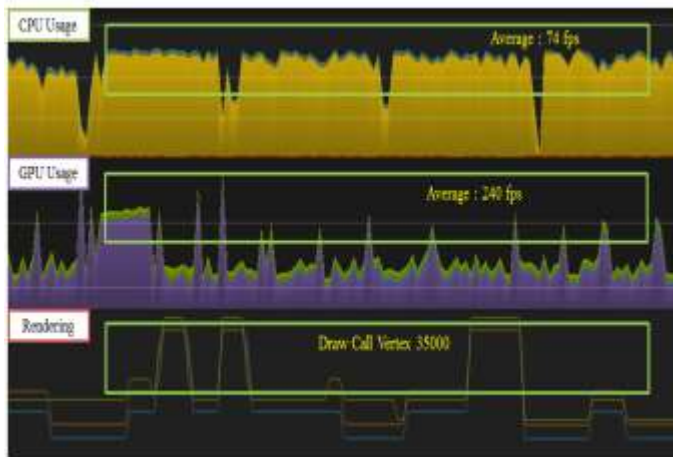 CPU Usage
Average : 74 fps
GPU Usage
Average : 240 fps
Rendering
Draw Call Vertex 35000